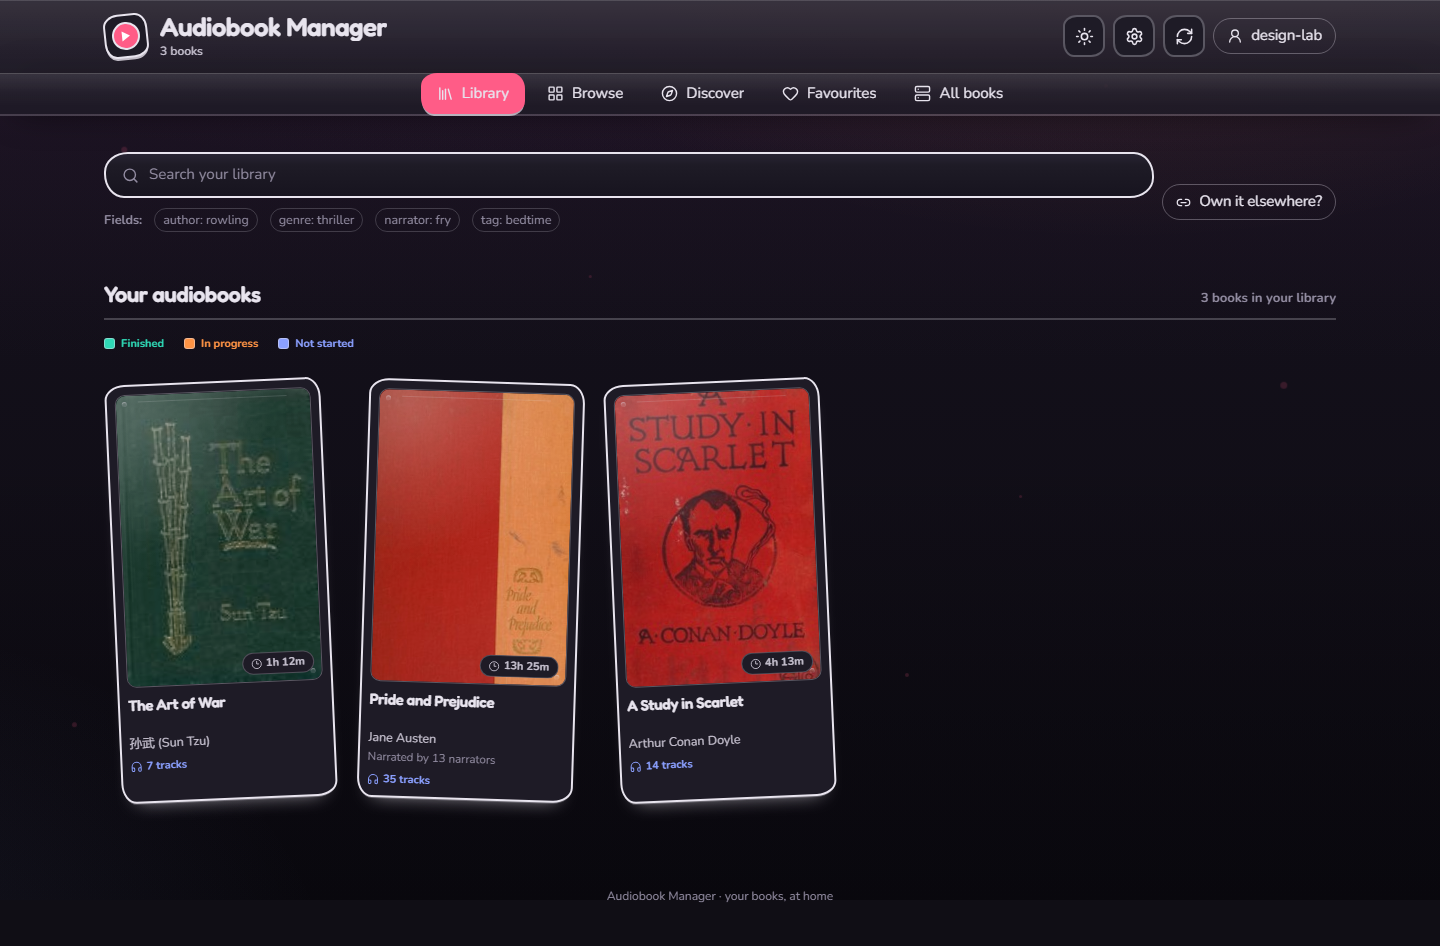 Audiobook Manager
3 books
design-lab
Library
Browse
Discover
Favourites
All books
Search your library
Own it elsewhere?
Fields:
author: rowling
genre: thriller
narrator: fry
tag: bedtime
Your audiobooks
3 books in your library
Finished
In progress
Not started
The
Art of
War
Sun Tzu
1h 12m
The Art of War
孙武 (Sun Tzu)
7 tracks
Pride
and
Prejudice
13h 25m
Pride and Prejudice
Jane Austen
Narrated by 13 narrators
35 tracks
A
STUDY·IN
SCARLET
A·CONAN·DOYLE
4h 13m
A Study in Scarlet
Arthur Conan Doyle
14 tracks
Audiobook Manager · your books, at home